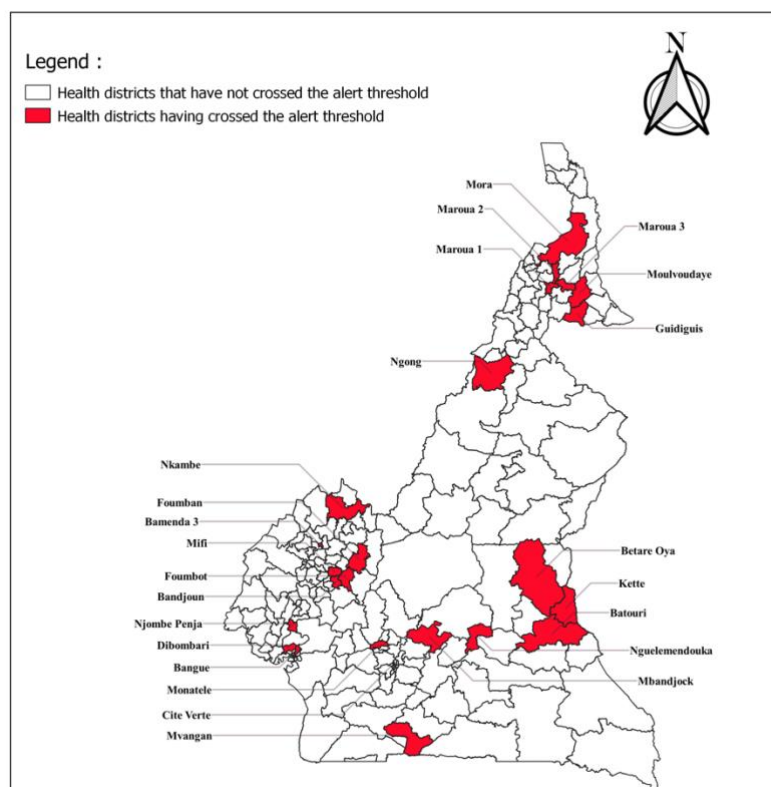 Legend :
Health districts that have not crossed the alert threshold
Health districts having crossed the alert threshold
N
Mora
Maroua 2
Maroua 3
Maroua 1
Moulvoudaye
Guidiguis
Ngong
Nkambe
Foumban
Bamenda 3
Mifi
Betare Oya
Foumbot
Kette
Bandjoun
Batouri
Njombe Penja
Dibombari
Nguelemendouka
Bangue
Mbandjock
Monatele
Cite Verte
Mvangan